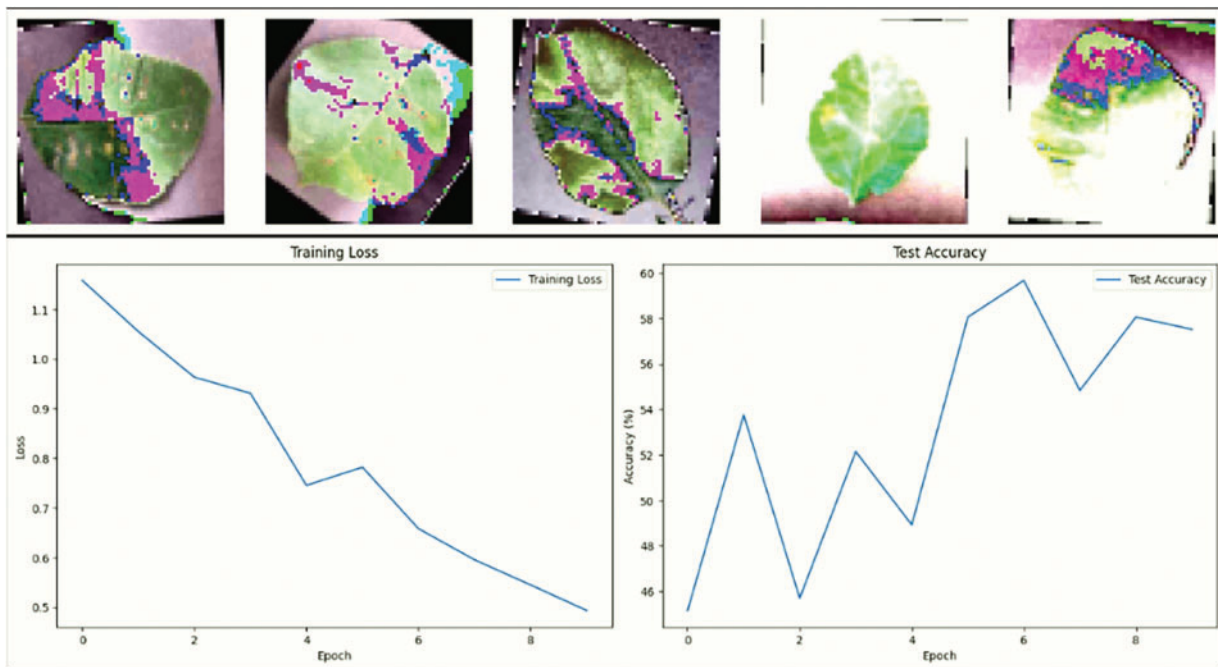 Training Loss
Training Loss
1.1
1.0
0.9
0.8
0.7
0.6
0.5
Loss
0 2 4 6 8
Epoch
Test Accuracy
Test Accuracy
60
58
56
54
52
50
48
46
Accuracy (%)
0 2 4 6 8
Epoch